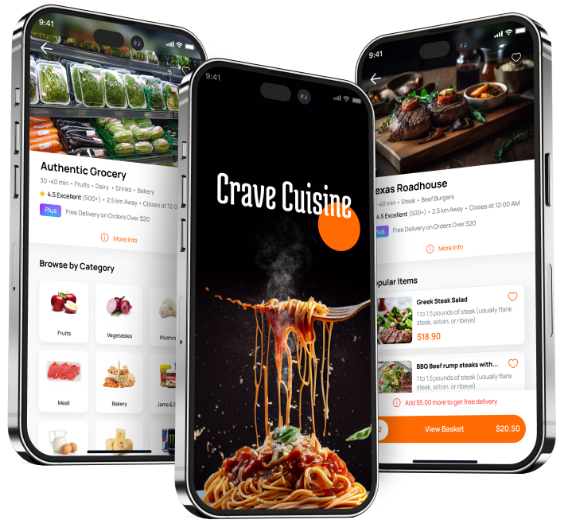 9:41
Authentic Grocery
30-40 min • Fruits • Dairy • Drinks • Bakery
4.5 Excellent (500+) • 2.5 km Away • Closes at 12:0
Plus Free Delivery on Orders Over $20
More Info
Browse by Category
Fruits
Vegetables
Mushr
Meat
Bakery
Jams & S
9:41
Crave Cuisine
9:41
exas Roadhouse
-40 min • Steak • Beef Burgers
4.5 Excellent (500+) • 2.5 km Away • Closes at 12:00 AM
Plus Free Delivery on Orders Over $20
More Info
opular Items
Greek Steak Salad
1 to 1.5 pounds of steak (usually flank
steak, sirloin, or ribeye)
$18.90
BBQ Beef rump steaks with...
1 to 1.5 pounds of steak (usually flank
steak, sirloin, or ribeye)
Add $5.00 more to get free delivery
2 View Basket $20.50